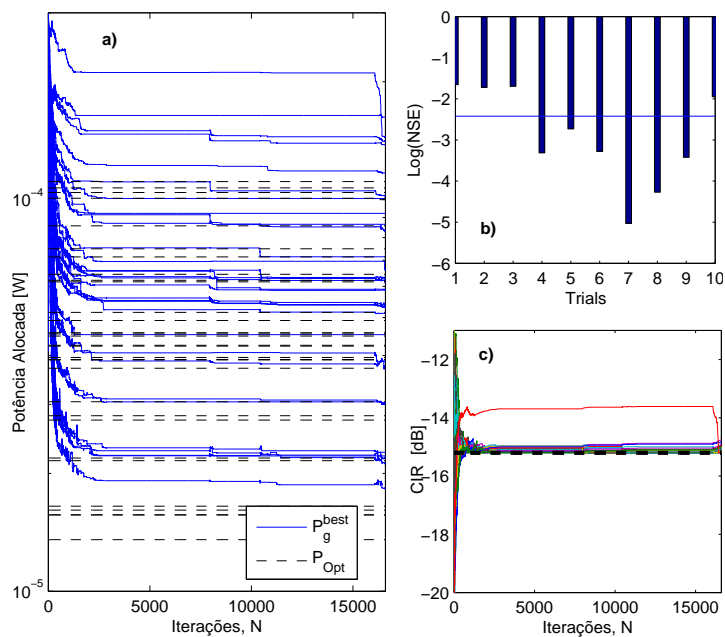 a)
10^−4
10^−5
Potência Alocada [W]
0 5000 10000 15000
Iterações, N
P_g^best
P_Opt
0
−1
−2
−3
−4
−5
−6
Log(NSE)
b)
1 2 3 4 5 6 7 8 9 10
Trials
c)
−12
−14
−16
−18
−20
CIR [dB]
0 5000 10000 15000
Iterações, N